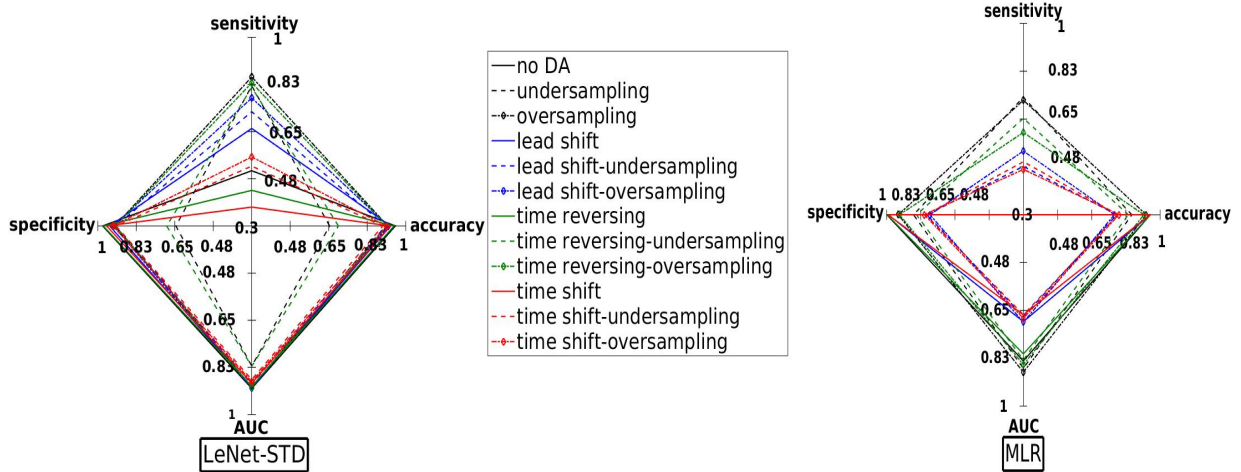 sensitivity
1
0.83
0.65
0.48
specificity
1 0.83 0.65 0.48 0.3 0.48 0.65 0.83 1
accuracy
0.48
0.65
0.83
1
AUC
LeNet-STD
no DA
undersampling
oversampling
lead shift
lead shift-undersampling
lead shift-oversampling
time reversing
time reversing-undersampling
time reversing-oversampling
time shift
time shift-undersampling
time shift-oversampling
sensitivity
1
0.83
0.65
0.48
1 0.83 0.65 0.48
specificity
0.3
accuracy
0.48 0.65 0.83 1
0.48
0.65
0.83
1
AUC
MLR